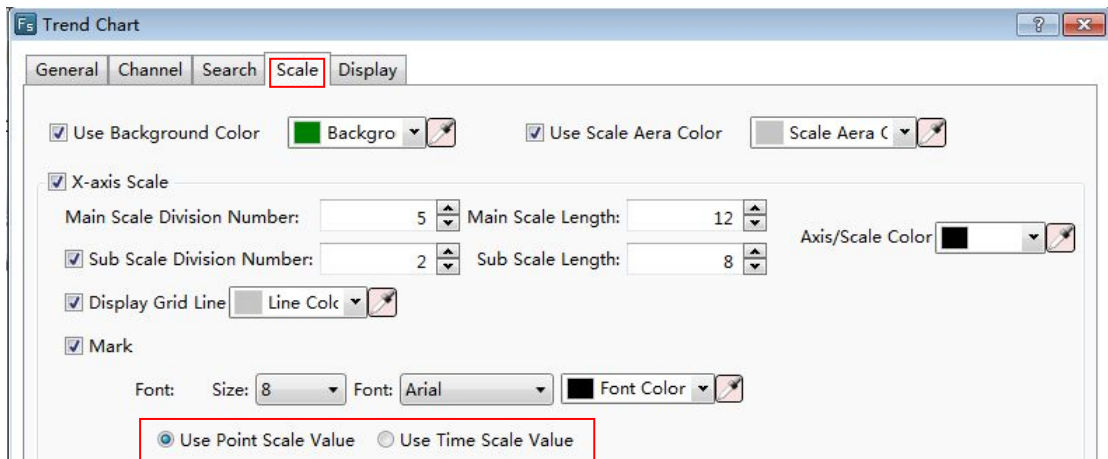 Fs Trend Chart ?
General Channel Search Scale Display
Use Background Color Backgro Use Scale Aera Color Scale Aera C
X-axis Scale
Main Scale Division Number: 5 Main Scale Length: 12 Axis/Scale Color
Sub Scale Division Number: 2 Sub Scale Length: 8
Display Grid Line Line Colc
Mark
Font: Size: 8 Font: Arial Font Color
Use Point Scale Value Use Time Scale Value